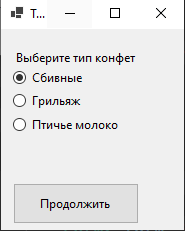 Т...
Выберите тип конфет
Сбивные
Грильяж
Птичье молоко
Продолжить